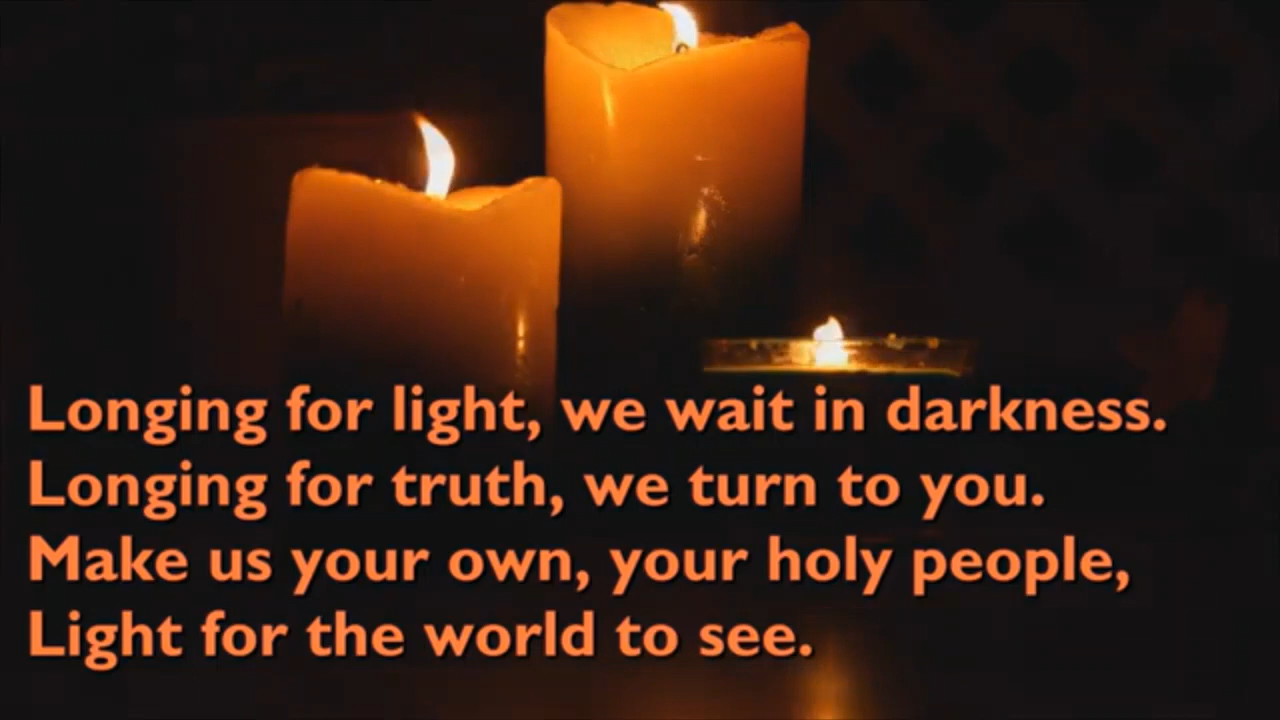 Longing for light, we wait in darkness.
Longing for truth, we turn to you.
Make us your own, your holy people,
Light for the world to see.